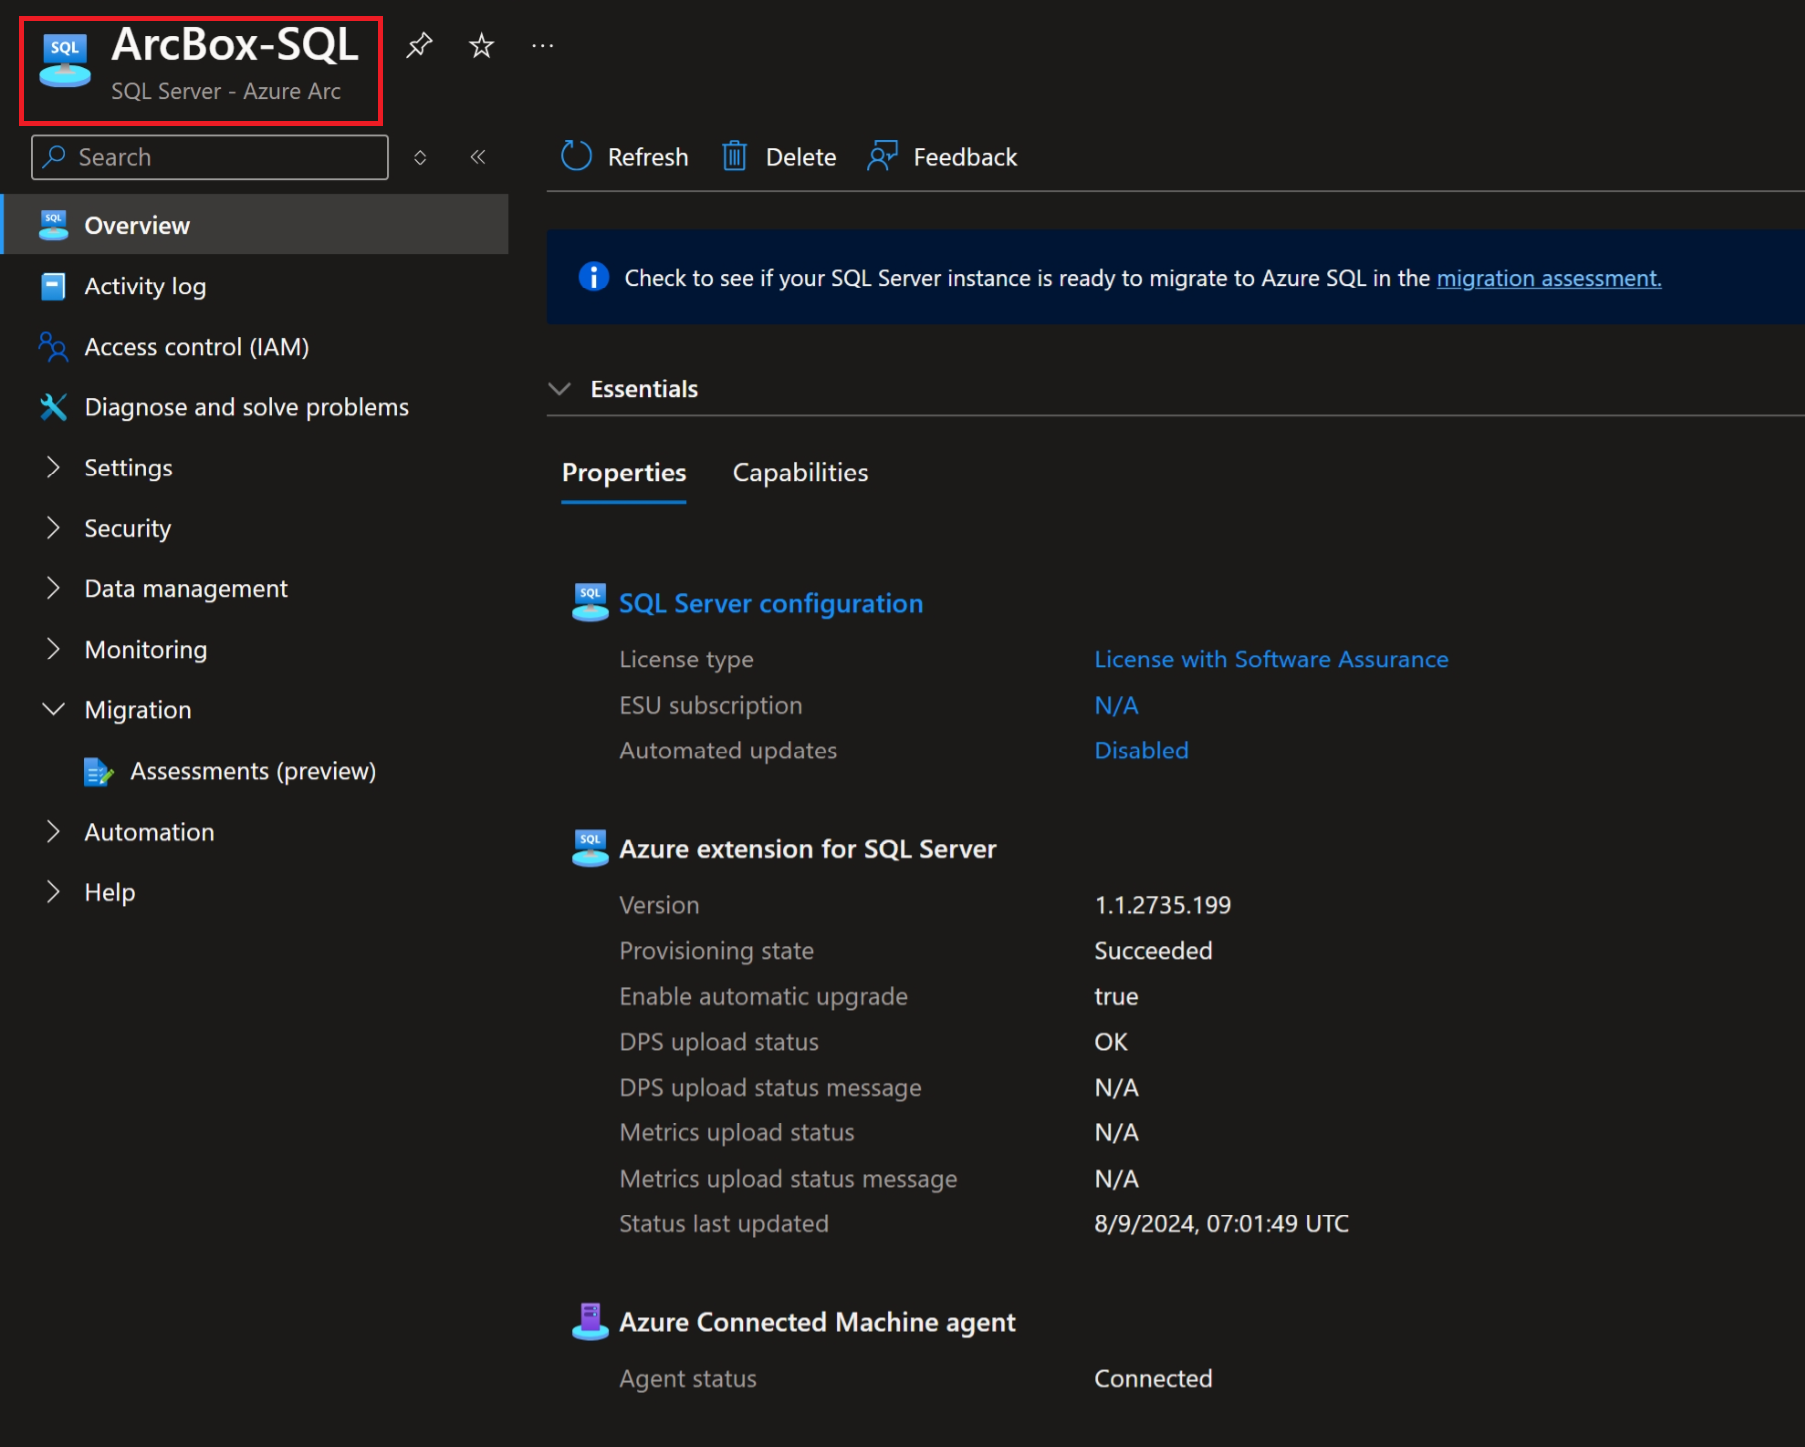 ArcBox-SQL
SQL Server - Azure Arc
Search
Refresh
Delete
Feedback
Overview
Activity log
Access control (IAM)
Diagnose and solve problems
Settings
Security
Data management
Monitoring
Migration
Assessments (preview)
Automation
Help
Check to see if your SQL Server instance is ready to migrate to Azure SQL in the migration assessment.
Essentials
Properties Capabilities
SQL Server configuration
License type License with Software Assurance
ESU subscription N/A
Automated updates Disabled
Azure extension for SQL Server
Version 1.1.2735.199
Provisioning state Succeeded
Enable automatic upgrade true
DPS upload status OK
DPS upload status message N/A
Metrics upload status N/A
Metrics upload status message N/A
Status last updated 8/9/2024, 07:01:49 UTC
Azure Connected Machine agent
Agent status Connected